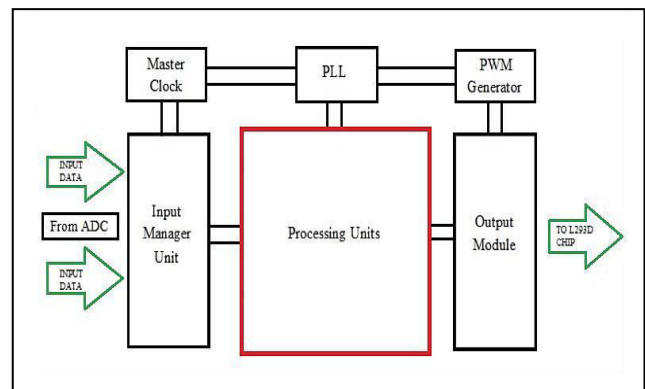 Master
Clock
PLL
PWM
Generator
INPUT
DATA
From ADC
INPUT
DATA
Input
Manager
Unit
Processing Units
Output
Module
TO L293D
CHIP